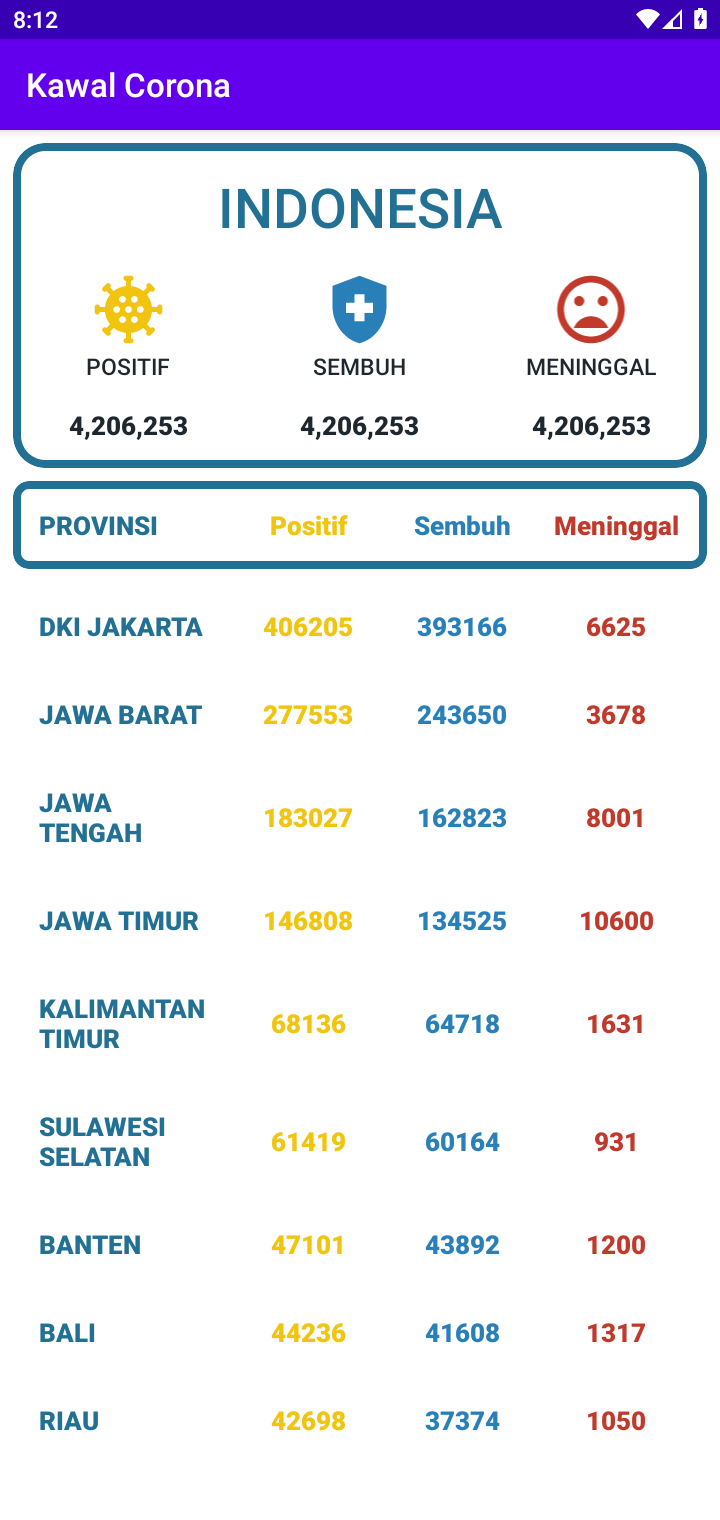 8:12
Kawal Corona
INDONESIA
POSITIF SEMBUH MENINGGAL
4,206,253 4,206,253 4,206,253
PROVINSI Positif Sembuh Meninggal
DKI JAKARTA 406205 393166 6625
JAWA BARAT 277553 243650 3678
JAWA
TENGAH 183027 162823 8001
JAWA TIMUR 146808 134525 10600
KALIMANTAN
TIMUR 68136 64718 1631
SULAWESI
SELATAN 61419 60164 931
BANTEN 47101 43892 1200
BALI 44236 41608 1317
RIAU 42698 37374 1050